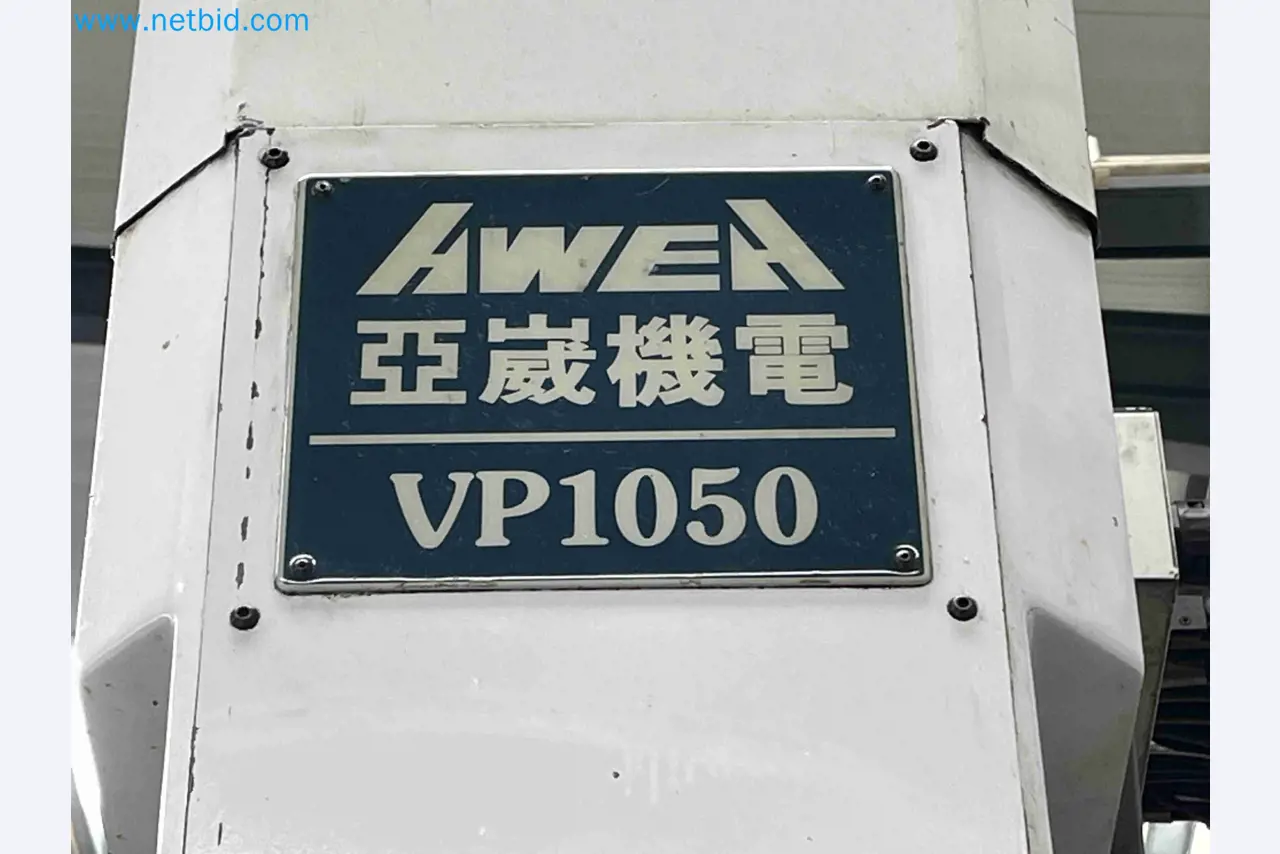 www.netbid.com
AWEA
亞崴機電
VP1050